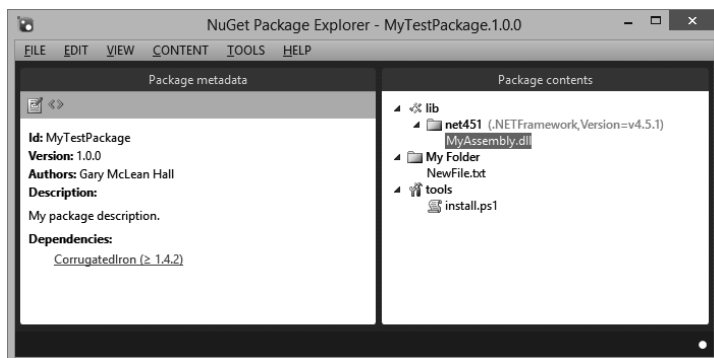 NuGet Package Explorer - MyTestPackage.1.0.0
FILE EDIT VIEW CONTENT TOOLS HELP
Package metadata
Id: MyTestPackage
Version: 1.0.0
Authors: Gary McLean Hall
Description:
My package description.
Dependencies:
CorrugatedIron (≥ 1.4.2)
Package contents
lib
net451 (.NETFramework,Version=v4.5.1)
MyAssembly.dll
My Folder
NewFile.txt
tools
install.ps1